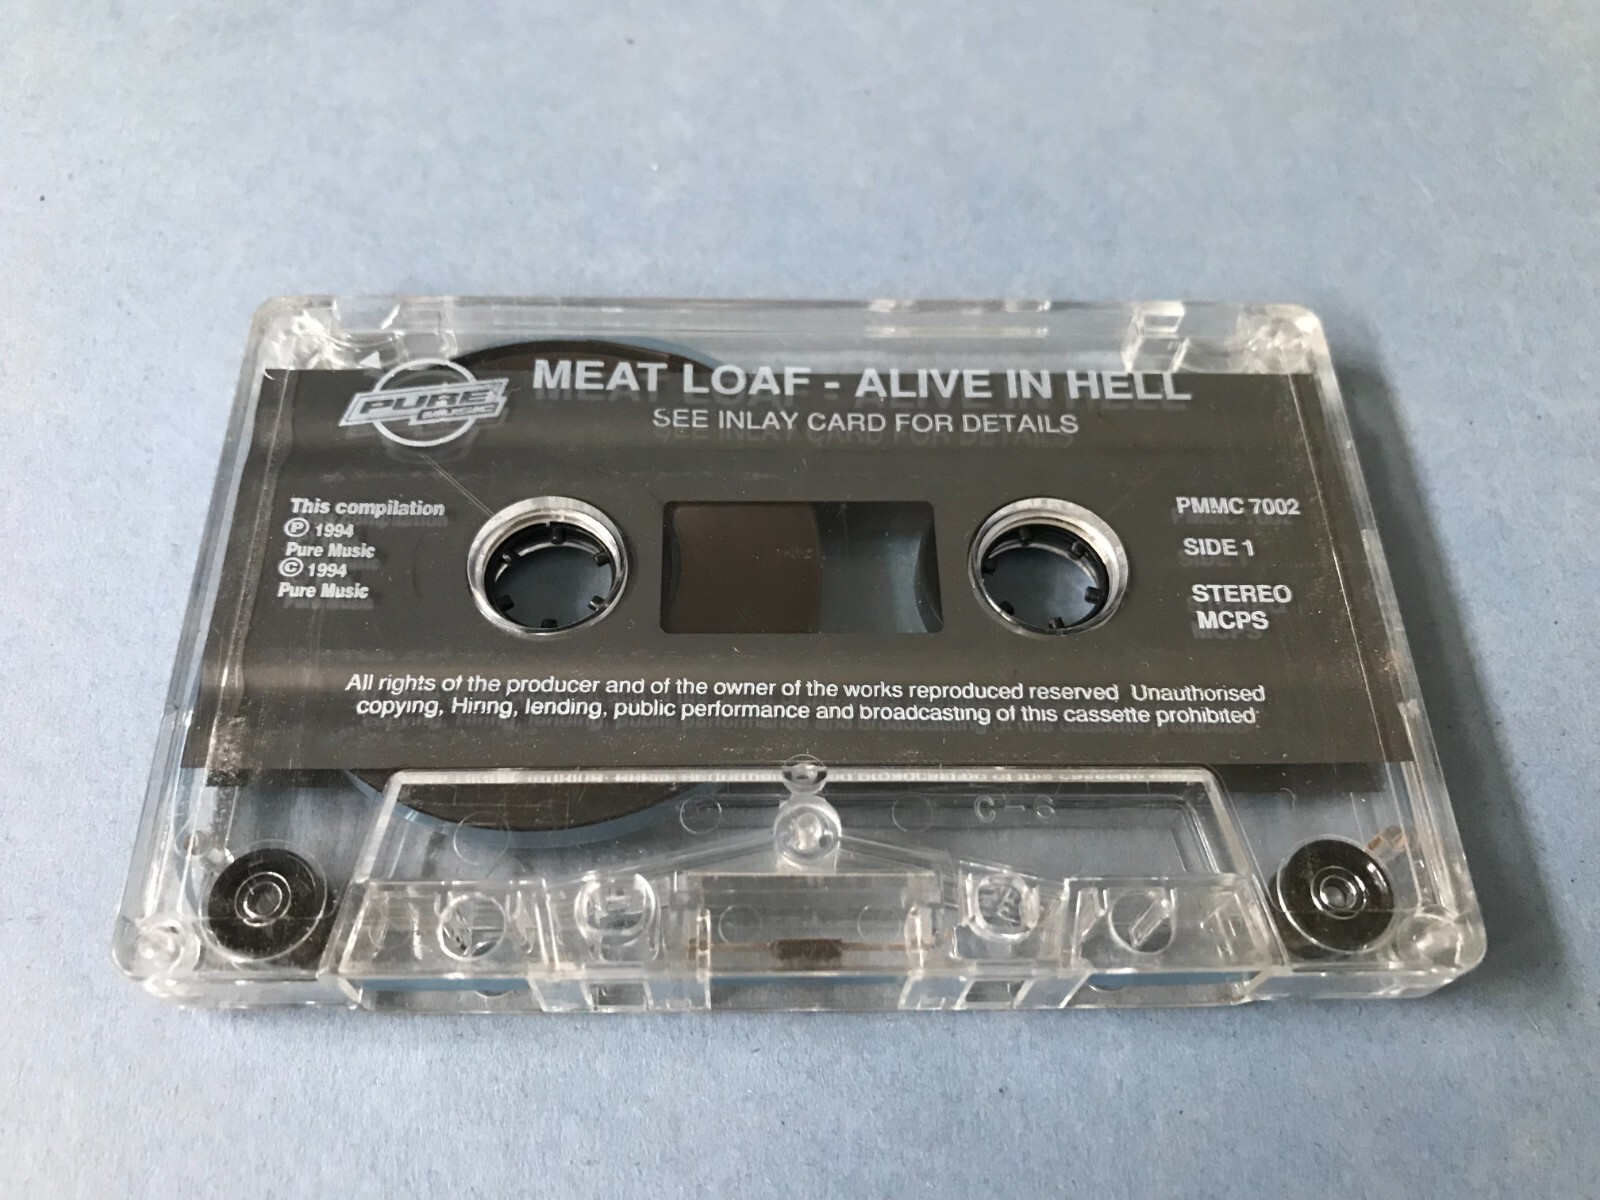 MEAT LOAF - ALIVE IN HELL
SEE INLAY CARD FOR DETAILS
PURE
MUSIC
This compilation
Ⓟ 1994
Pure Music
© 1994
Pure Music
PMMC 7002
SIDE 1
STEREO
MCPS
All rights of the producer and of the owner of the works reproduced reserved Unauthorised
copying, Hiring, lending, public performance and broadcasting of this cassette prohibited
C-6